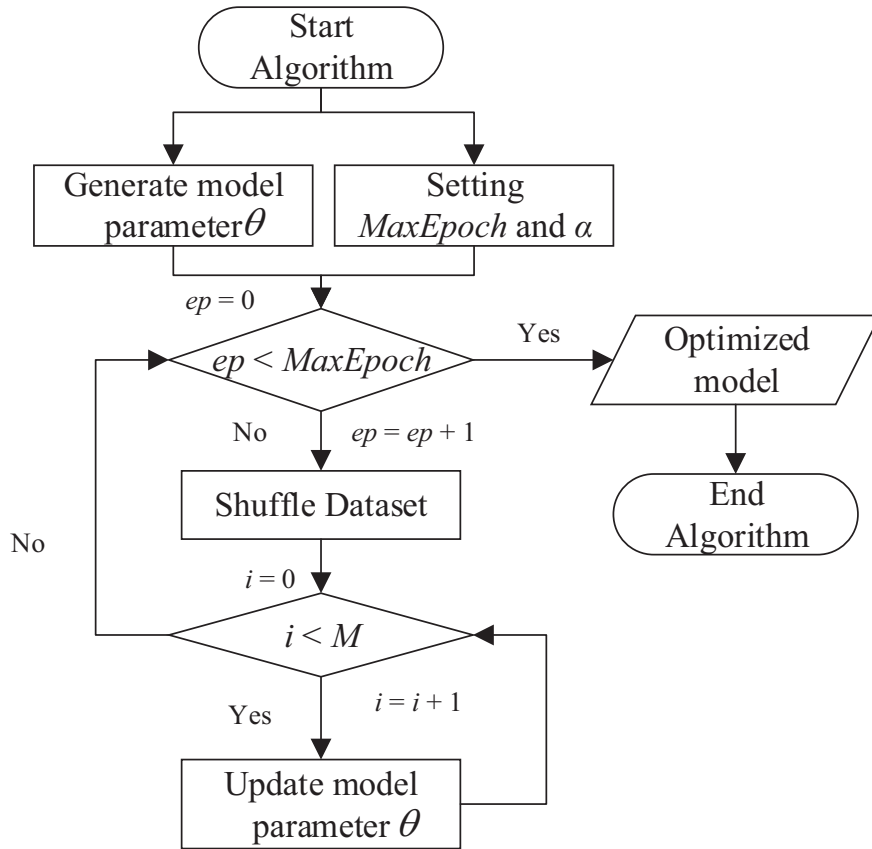 Start
Algorithm
Generate model
parameter θ
Setting
MaxEpoch and α
ep = 0
ep < MaxEpoch
Yes
Optimized
model
No
ep = ep + 1
Shuffle Dataset
End
Algorithm
No
i = 0
i < M
Yes
i = i + 1
Update model
parameter θ